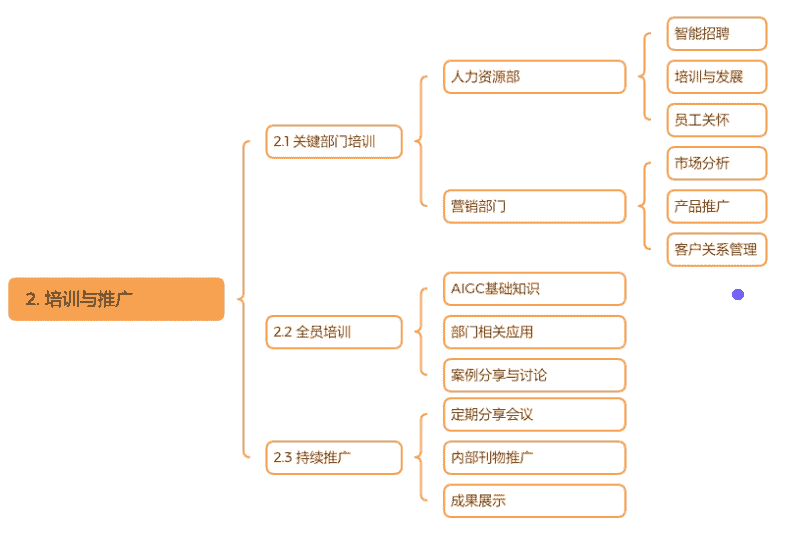 2. 培训与推广
2.1 关键部门培训
人力资源部
智能招聘
培训与发展
员工关怀
营销部门
市场分析
产品推广
客户关系管理
2.2 全员培训
AIGC基础知识
部门相关应用
案例分享与讨论
2.3 持续推广
定期分享会议
内部刊物推广
成果展示